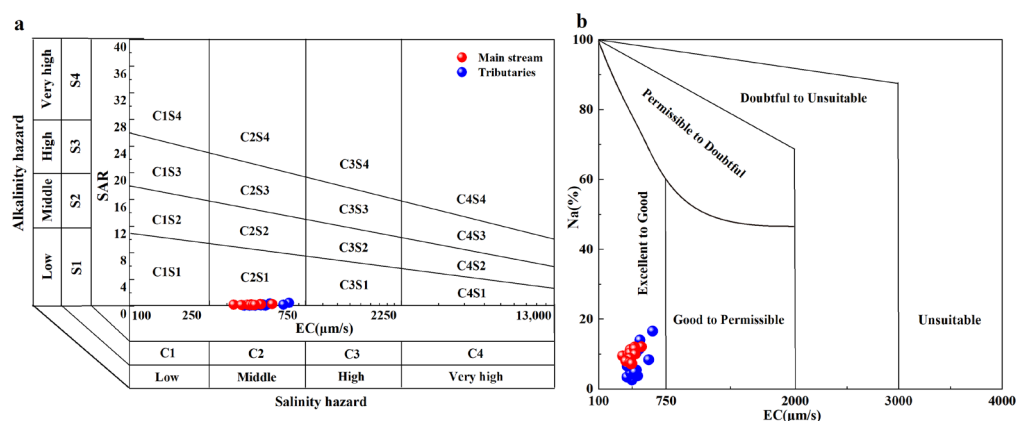 a
Alkalinity hazard
Very high
S4
High
S3
Middle
S2
Low
S1
SAR
40
36
32
28
24
20
16
12
8
4
0
Main stream
Tributaries
C1S4
C2S4
C3S4
C4S4
C1S3
C2S3
C3S3
C4S3
C1S2
C2S2
C3S2
C4S2
C1S1
C2S1
C3S1
C4S1
100
250
750
2250
13,000
EC(μm/s)
C1
C2
C3
C4
Low
Middle
High
Very high
Salinity hazard
b
Na(%)
100
80
60
40
20
0
Doubtful to Unsuitable
Permissible to Doubtful
Excellent to Good
Good to Permissible
Unsuitable
100
750
2000
3000
4000
EC(μm/s)